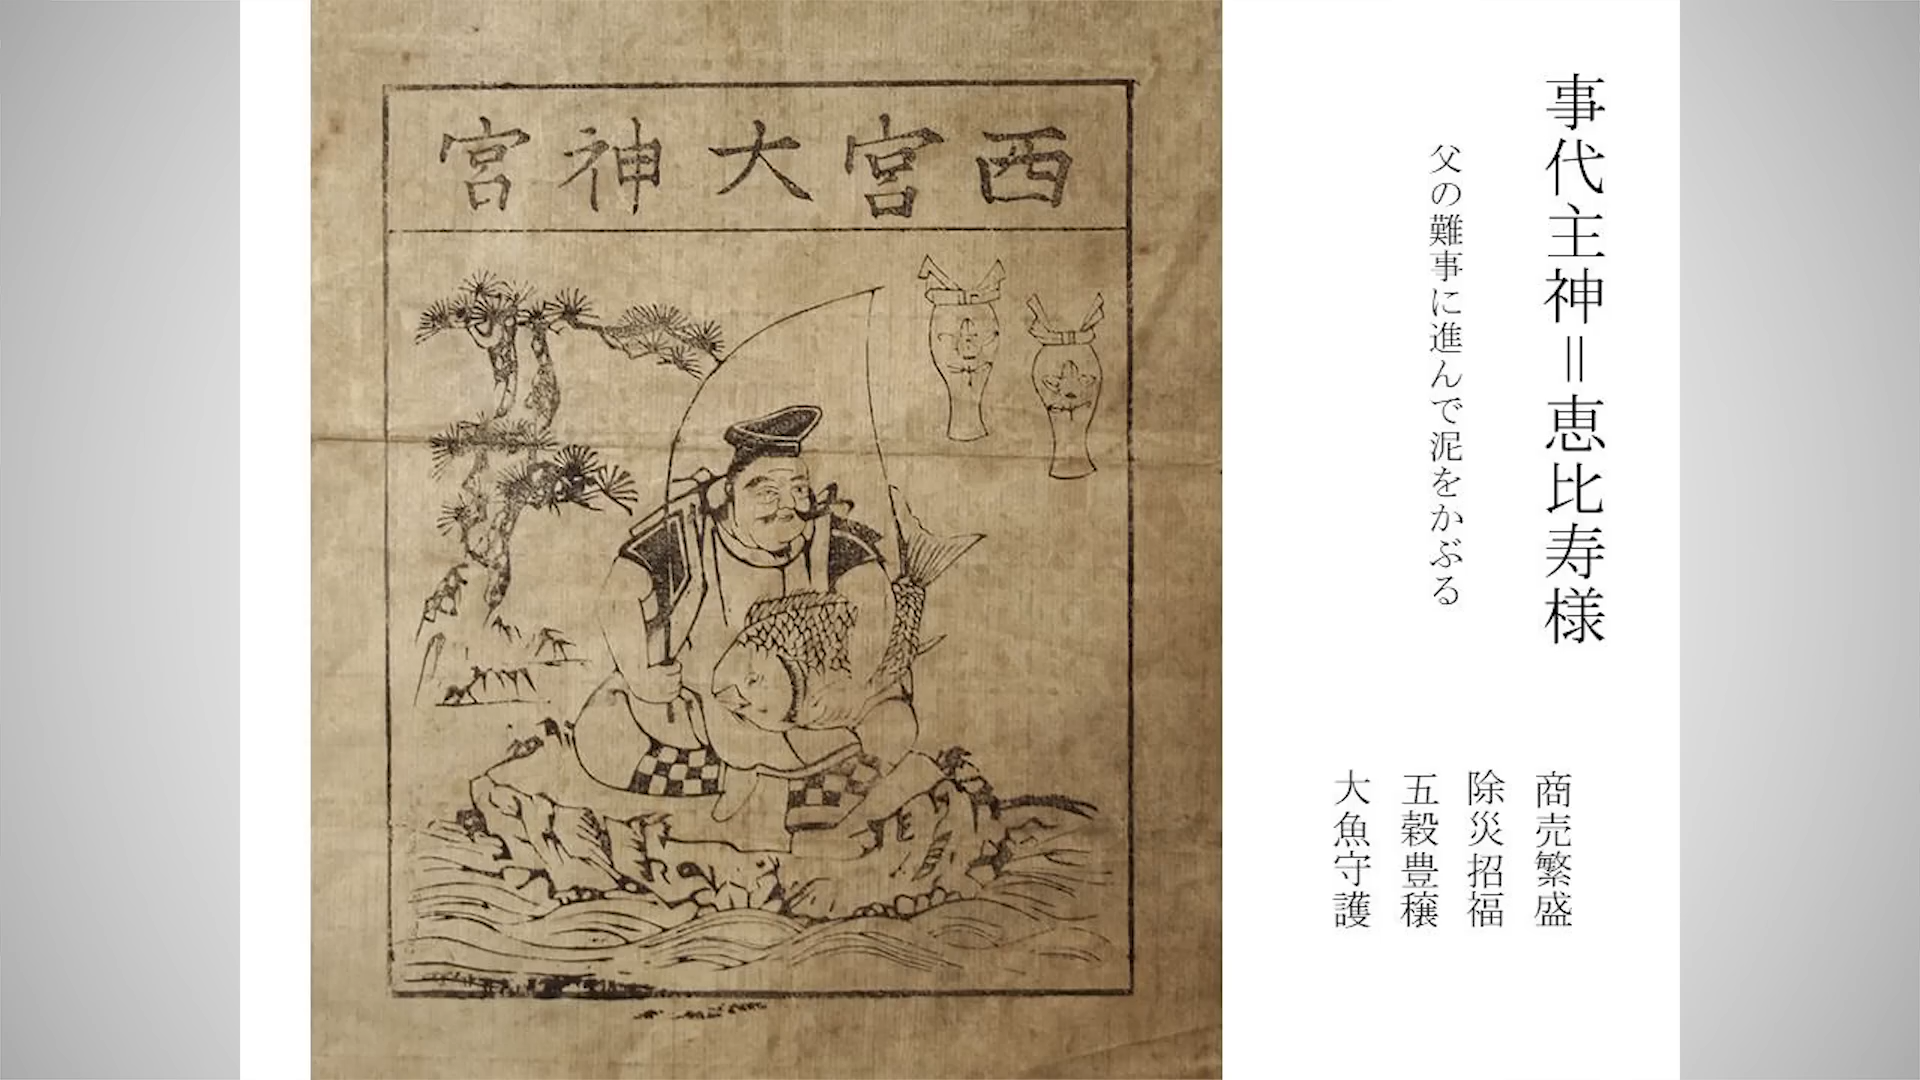 西宮大神宮
事代主神=恵比寿様
父の難事に進んで泥をかぶる
商売繁盛
除災招福
五穀豊穣
大魚守護